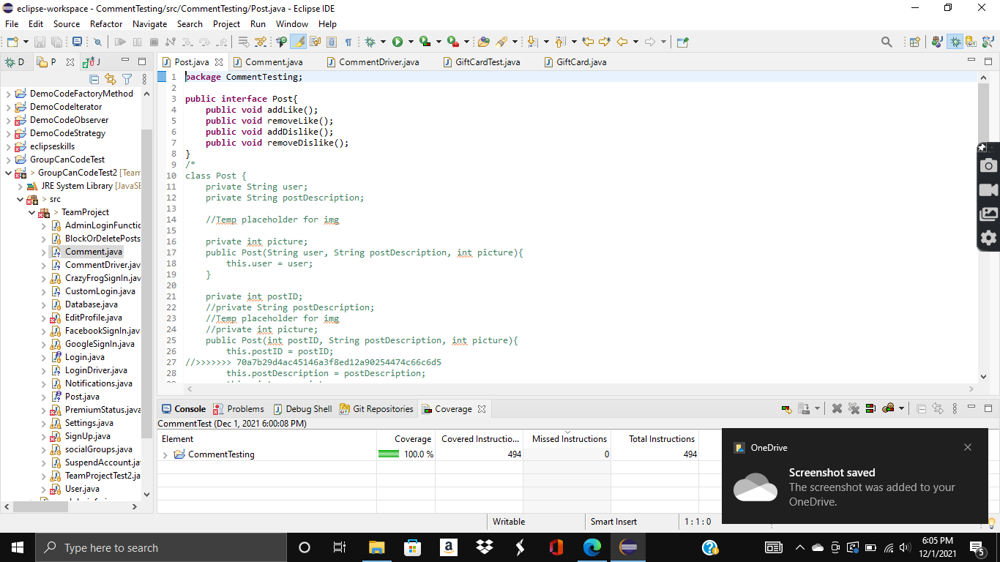 eclipse-workspace - CommentTesting/src/CommentTesting/Post.java - Eclipse IDE
File Edit Source Refactor Navigate Search Project Run Window Help
D P J
Post.java Comment.java CommentDriver.java GiftCardTest.java GiftCard.java
DemoCodeFactoryMethod
DemoCodeIterator
DemoCodeObserver
DemoCodeStrategy
eclipseskills
GroupCanCodeTest
> GroupCanCodeTest2 [Team
JRE System Library [JavaSE
> src
> TeamProject
AdminLoginFunctic
BlockOrDeletePosts
Comment.java
CommentDriver.jav
CrazyFrogSignIn.jav
CustomLogin.java
Database.java
EditProfile.java
FacebookSignIn.jav
GoogleSignIn.java
Login.java
LoginDriver.java
Notifications.java
Post.java
PremiumStatus.java
Settings.java
SignUp.java
socialGroups.java
SuspendAccount.ja
TeamProjectTest2.ja
User.java
1 package CommentTesting;
2
3 public interface Post{
4 public void addLike();
5 public void removeLike();
6 public void addDislike();
7 public void removeDislike();
8 }
9 /*
10 class Post {
11 private String user;
12 private String postDescription;
13
14 //Temp placeholder for img
15
16 private int picture;
17 public Post(String user, String postDescription, int picture){
18 this.user = user;
19 }
20
21 private int postID;
22 //private String postDescription;
23 //Temp placeholder for img
24 //private int picture;
25 public Post(int postID, String postDescription, int picture){
26 this.postID = postID;
27 //>>>>>>> 70a7b29d4ac45146a3f8ed12a90254474c66c6d5
28 this.postDescription = postDescription;
Console Problems Debug Shell Git Repositories Coverage
CommentTest (Dec 1, 2021 6:00:08 PM)
Element Coverage Covered Instructio... Missed Instructions Total Instructions
CommentTesting 100.0 % 494 0 494
OneDrive
Screenshot saved
The screenshot was added to your
OneDrive.
Writable Smart Insert 1 : 1 : 0
Type here to search
6:05 PM
12/1/2021
5